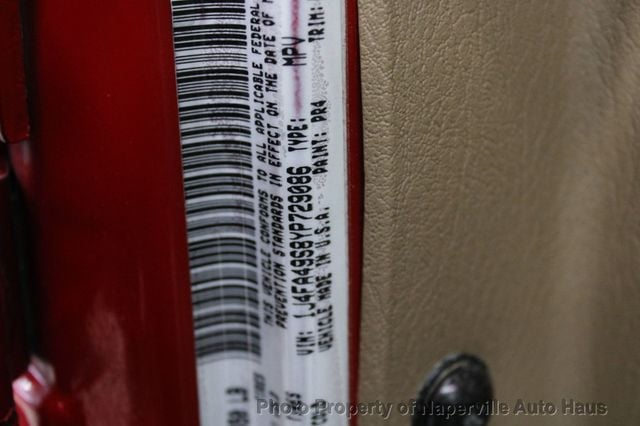 THIS VEHICLE CONFORMS TO ALL APPLICABLE FEDERAL
PREVENTION STANDARDS IN EFFECT ON THE DATE OF
VIN: 1J4FA49S8YP729086 TYPE: MPV
VEHICLE MADE IN U.S.A. PAINT: PR4 TRIM:
Photo Property of Naperville Auto Haus